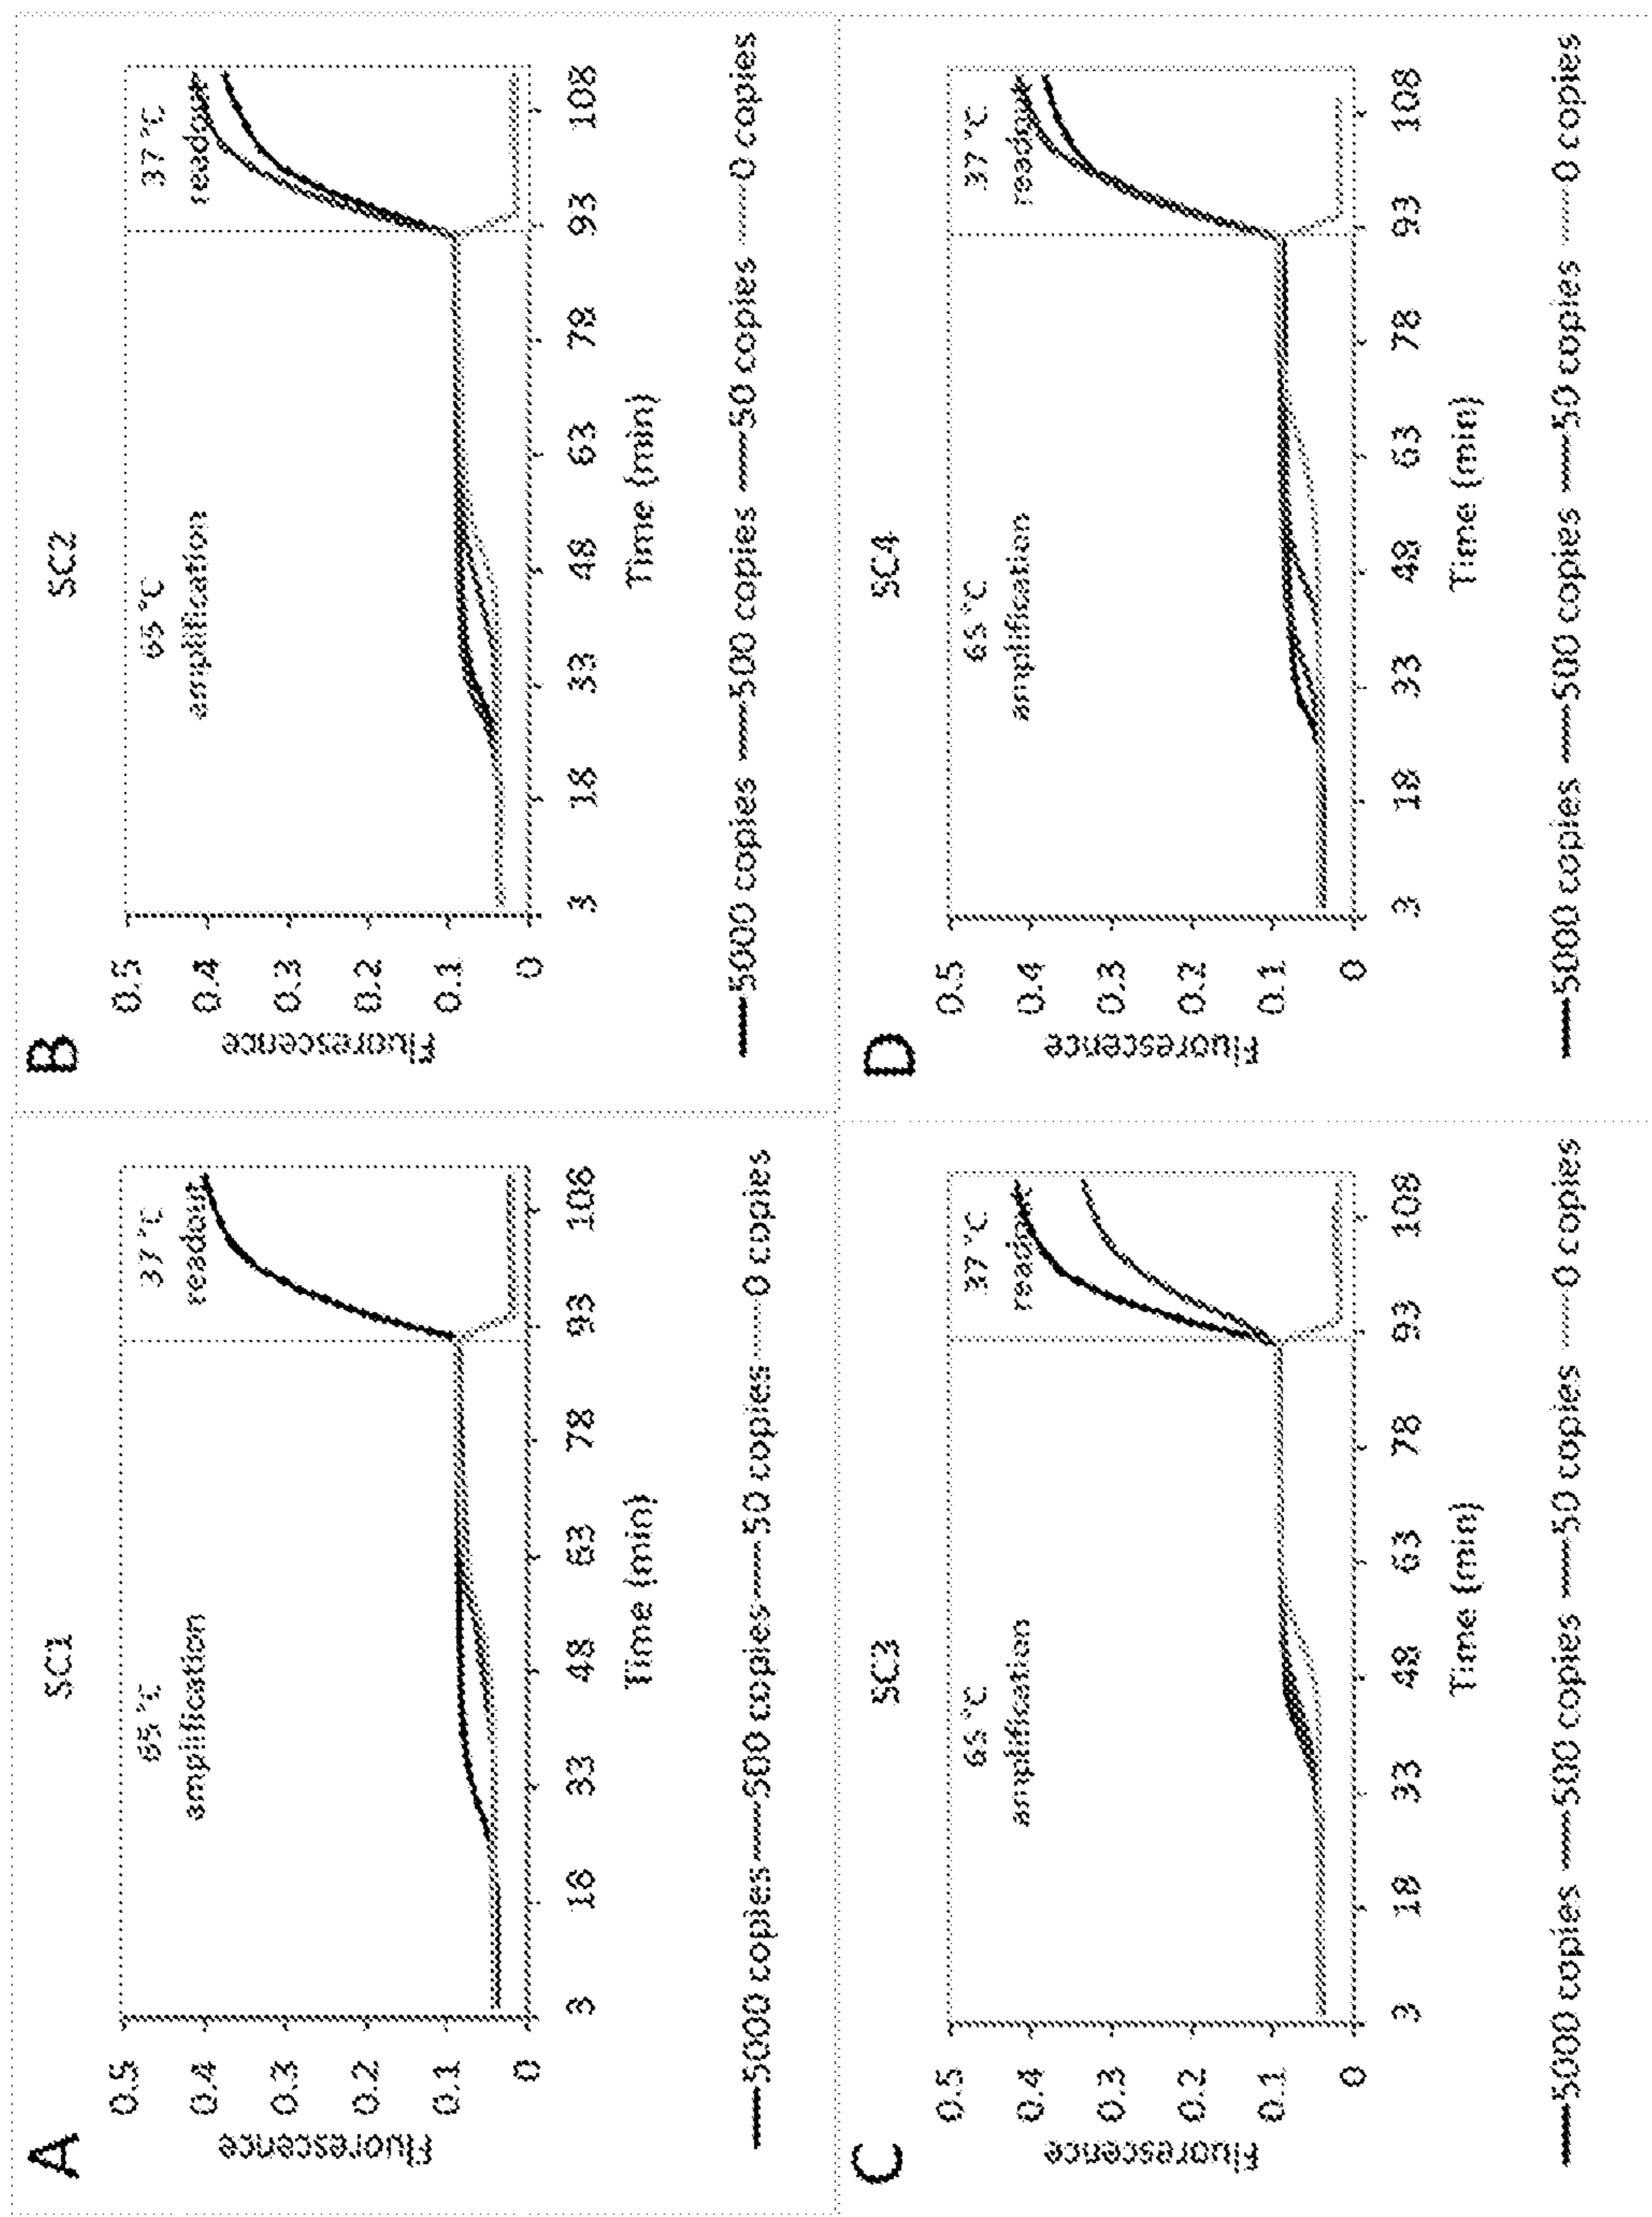 A
SC1
Fluorescence
0.5
0.4
0.3
0.2
0.1
0
65 °C
amplification
37 °C
readout
3 18 33 48 63 78 93 108
Time (min)
5000 copies 500 copies 50 copies 0 copies
B
SC2
Fluorescence
0.5
0.4
0.3
0.2
0.1
0
65 °C
amplification
37 °C
readout
3 18 33 48 63 78 93 108
Time (min)
5000 copies 500 copies 50 copies 0 copies
C
SC3
Fluorescence
0.5
0.4
0.3
0.2
0.1
0
65 °C
amplification
37 °C
readout
3 18 33 48 63 78 93 108
Time (min)
5000 copies 500 copies 50 copies 0 copies
D
SC4
Fluorescence
0.5
0.4
0.3
0.2
0.1
0
65 °C
amplification
37 °C
readout
3 18 33 48 63 78 93 108
Time (min)
5000 copies 500 copies 50 copies 0 copies